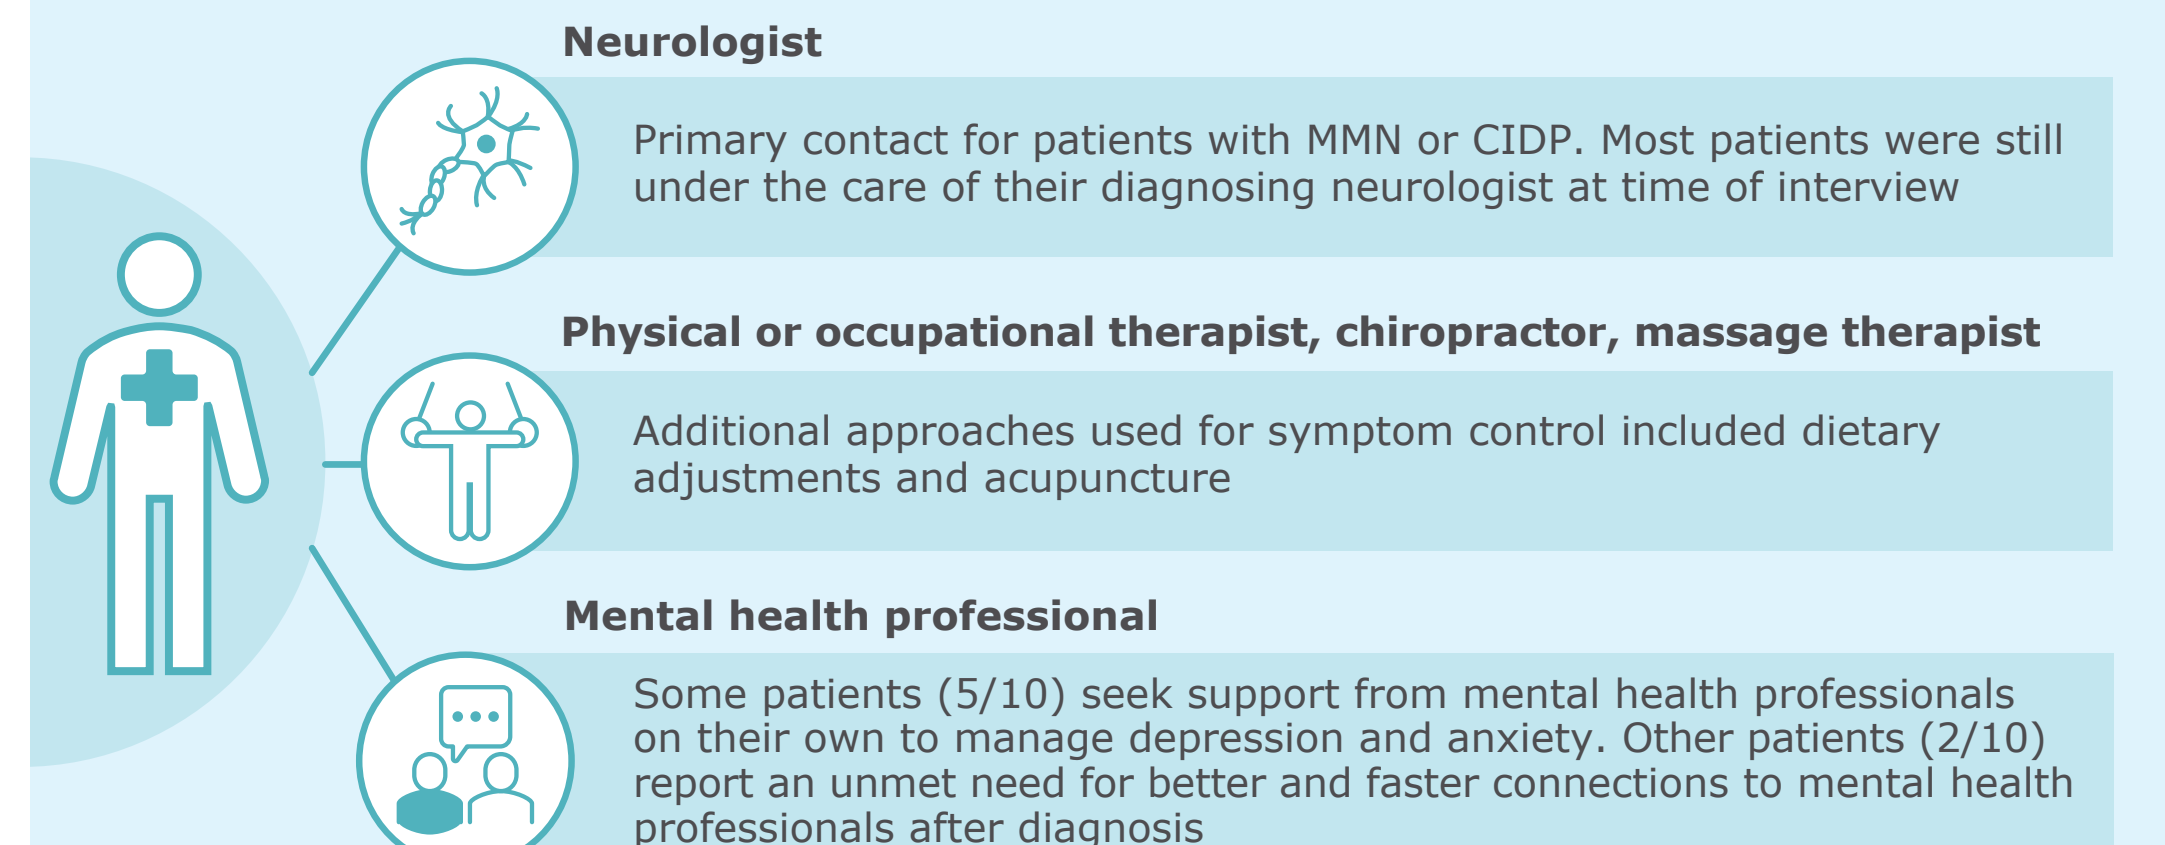 Neurologist
Primary contact for patients with MMN or CIDP. Most patients were still
under the care of their diagnosing neurologist at time of interview
Physical or occupational therapist, chiropractor, massage therapist
Additional approaches used for symptom control included dietary
adjustments and acupuncture
Mental health professional
Some patients (5/10) seek support from mental health professionals
on their own to manage depression and anxiety. Other patients (2/10)
report an unmet need for better and faster connections to mental health
professionals after diagnosis